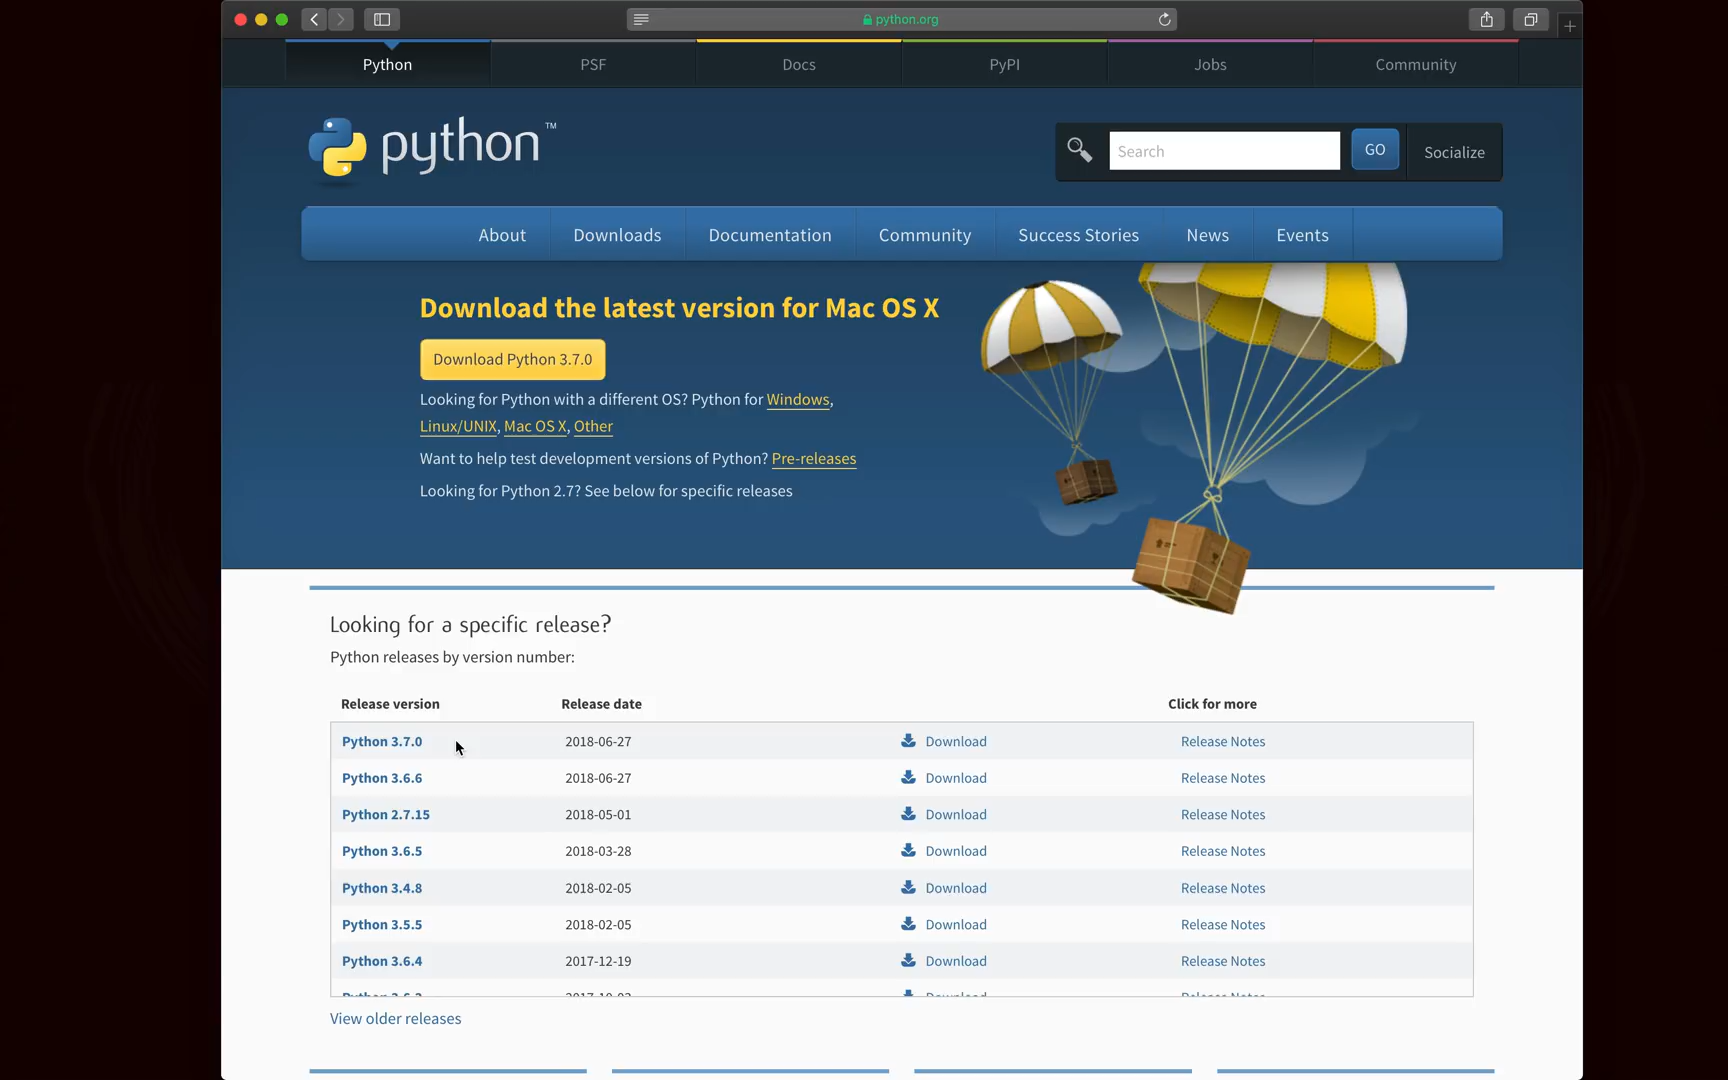 python.org
Python
PSF
Docs
PyPI
Jobs
Community
python™
Search
GO
Socialize
About
Downloads
Documentation
Community
Success Stories
News
Events
Download the latest version for Mac OS X
Download Python 3.7.0
Looking for Python with a different OS? Python for Windows,
Linux/UNIX, Mac OS X, Other
Want to help test development versions of Python? Pre-releases
Looking for Python 2.7? See below for specific releases
Looking for a specific release?
Python releases by version number:
Release version Release date Click for more
Python 3.7.0 2018-06-27 Download Release Notes
Python 3.6.6 2018-06-27 Download Release Notes
Python 2.7.15 2018-05-01 Download Release Notes
Python 3.6.5 2018-03-28 Download Release Notes
Python 3.4.8 2018-02-05 Download Release Notes
Python 3.5.5 2018-02-05 Download Release Notes
Python 3.6.4 2017-12-19 Download Release Notes
View older releases